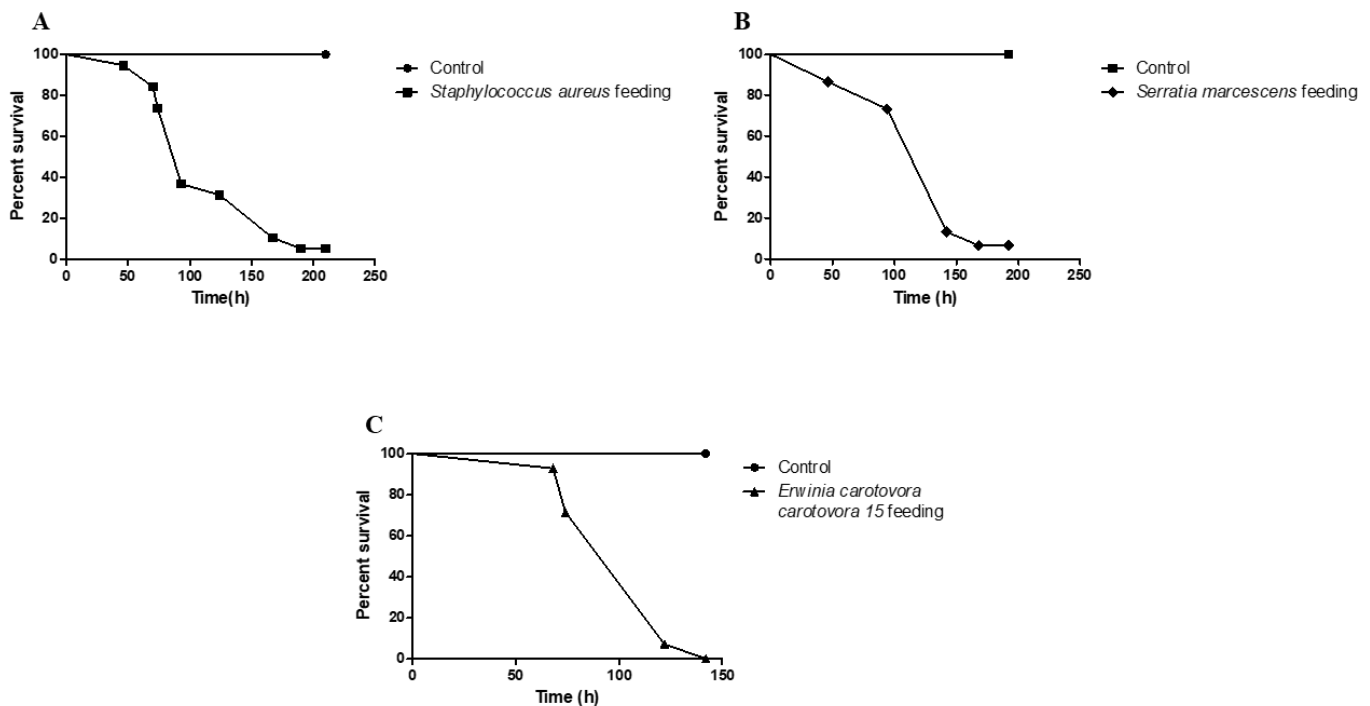 A
Percent survival
100
80
60
40
20
0
0 50 100 150 200 250
Time(h)
Control
Staphylococcus aureus feeding
B
Percent survival
100
80
60
40
20
0
0 50 100 150 200 250
Time (h)
Control
Serratia marcescens feeding
C
Percent survival
100
80
60
40
20
0
0 50 100 150
Time (h)
Control
Erwinia carotovora
carotovora 15 feeding